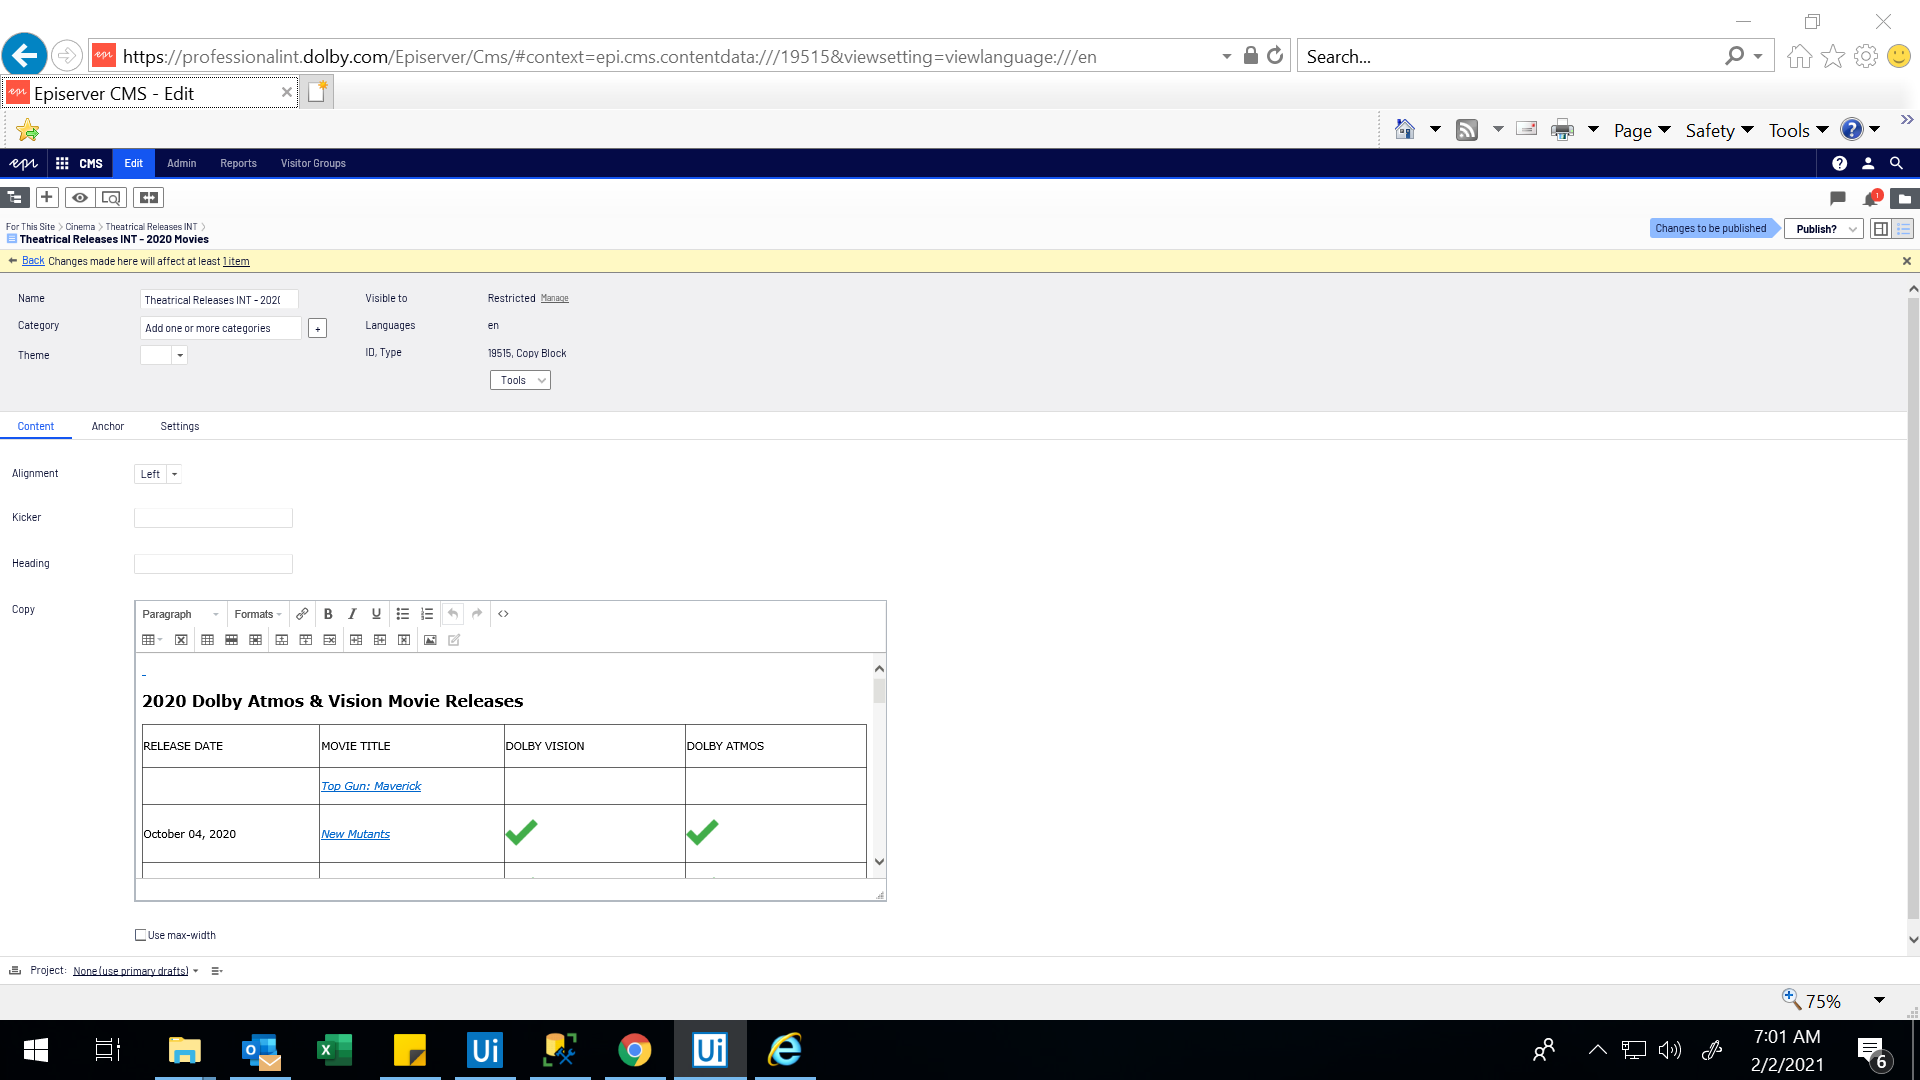 https://professionalint.dolby.com/Episerver/Cms/#context=epi.cms.contentdata:///19515&viewsetting=viewlanguage:///en
Search...
Episerver CMS - Edit
Page
Safety
Tools
epi
CMS
Edit
Admin
Reports
Visitor Groups
1
For This Site > Cinema > Theatrical Releases INT >
Theatrical Releases INT - 2020 Movies
Changes to be published
Publish?
Back Changes made here will affect at least 1 item
Name
Theatrical Releases INT - 202(
Visible to
Restricted Manage
Category
Add one or more categories
+
Languages
en
Theme
ID, Type
19515, Copy Block
Tools
Content
Anchor
Settings
Alignment
Left
Kicker
Heading
Copy
Paragraph
Formats
B
I
U
-
2020 Dolby Atmos & Vision Movie Releases
RELEASE DATE
MOVIE TITLE
DOLBY VISION
DOLBY ATMOS
Top Gun: Maverick
October 04, 2020
New Mutants
Use max-width
Project: None (use primary drafts)
75%
7:01 AM
2/2/2021
6